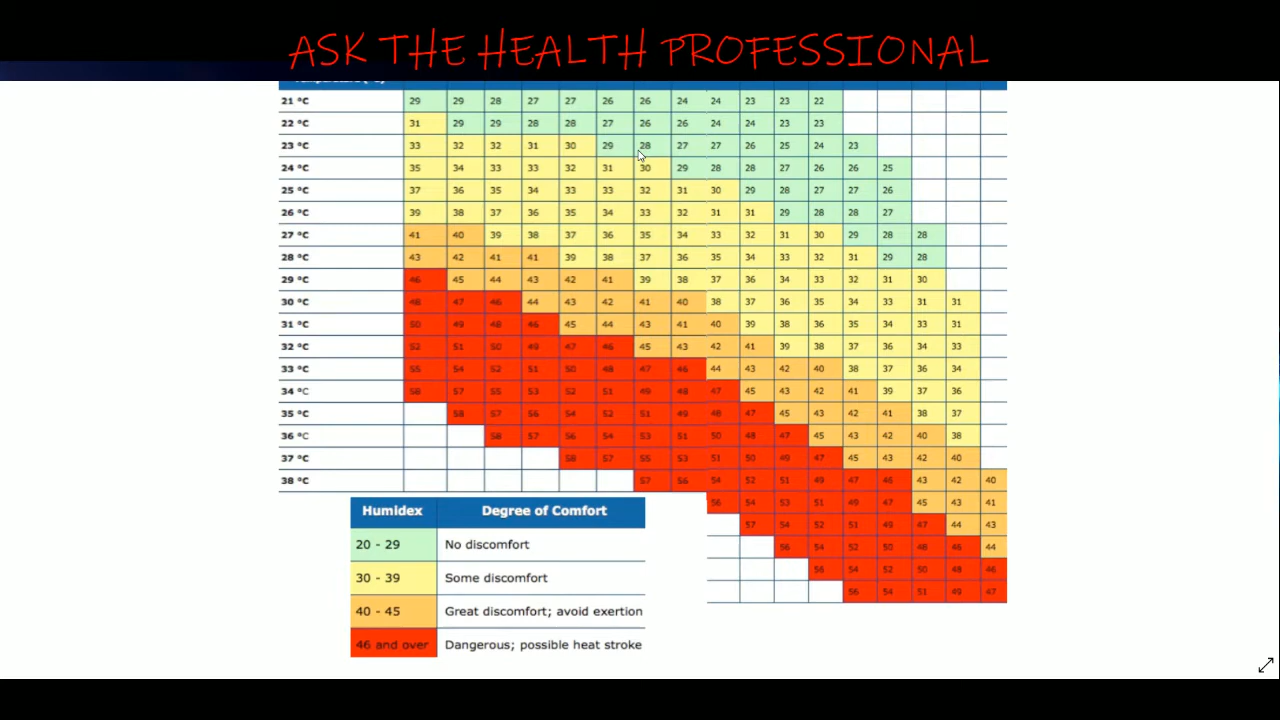 ASK THE HEALTH PROFESSIONAL
21 °C 29 29 28 27 27 26 26 24 24 23 23 22
22 °C 31 29 29 28 28 27 26 26 24 24 23 23
23 °C 33 32 32 31 30 29 28 27 27 26 25 24 23
24 °C 35 34 33 33 32 31 30 29 28 28 27 26 26 25
25 °C 37 36 35 34 33 33 32 31 30 29 28 27 27 26
26 °C 39 38 37 36 35 34 33 32 31 31 29 28 28 27
27 °C 41 40 39 38 37 36 35 34 33 32 31 30 29 28 28
28 °C 43 42 41 41 39 38 37 36 35 34 33 32 31 29 28
29 °C 46 45 44 43 42 41 39 38 37 36 34 33 32 31 30
30 °C 48 47 46 44 43 42 41 40 38 37 36 35 34 33 31 31
31 °C 50 49 48 46 45 44 43 41 40 39 38 36 35 34 33 31
32 °C 52 51 50 49 47 46 45 43 42 41 39 38 37 36 34 33
33 °C 55 54 52 51 50 48 47 46 44 43 42 40 38 37 36 34
34 °C 58 57 55 53 52 51 49 48 47 45 43 42 41 39 37 36
35 °C 58 57 56 54 52 51 49 48 47 45 43 42 41 38 37
36 °C 58 57 56 54 53 51 50 48 47 45 43 42 40 38
37 °C 58 57 55 53 51 50 49 47 45 43 42 40
38 °C 57 56 54 52 51 49 47 46 43 42 40
56 54 53 51 49 47 45 43 41
57 54 52 51 49 47 44 43
56 54 52 50 48 46 44
56 54 52 50 48 46
56 54 51 49 47
Humidex Degree of Comfort
20 - 29 No discomfort
30 - 39 Some discomfort
40 - 45 Great discomfort; avoid exertion
46 and over Dangerous; possible heat stroke